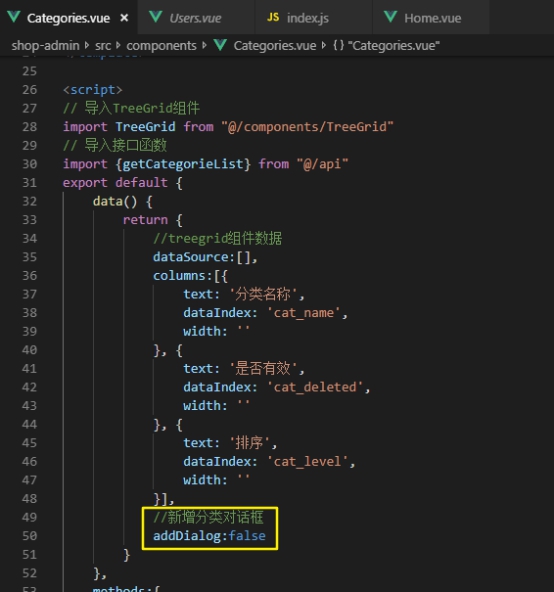 Categories.vue × Users.vue JS index.js Home.vue
shop-admin > src > components > Categories.vue > {} "Categories.vue"
25
26 <script>
27 // 导入TreeGrid组件
28 import TreeGrid from "@/components/TreeGrid"
29 // 导入接口函数
30 import {getCategorieList} from "@/api"
31 export default {
32 data() {
33 return {
34 //treegrid组件数据
35 dataSource:[],
36 columns:[{
37 text: '分类名称',
38 dataIndex: 'cat_name',
39 width: ''
40 }, {
41 text: '是否有效',
42 dataIndex: 'cat_deleted',
43 width: ''
44 }, {
45 text: '排序',
46 dataIndex: 'cat_level',
47 width: ''
48 }],
49 //新增分类对话框
50 addDialog:false
51 }
52 },
53 methods:{